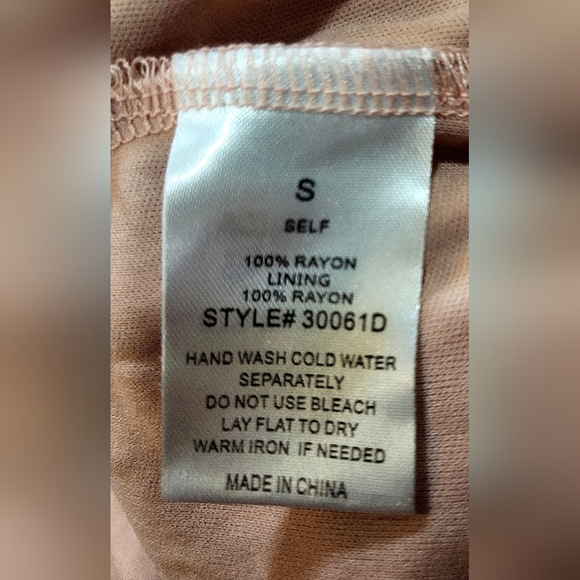 S
SELF
100% RAYON
LINING
100% RAYON
STYLE# 30061D
HAND WASH COLD WATER
SEPARATELY
DO NOT USE BLEACH
LAY FLAT TO DRY
WARM IRON IF NEEDED
MADE IN CHINA